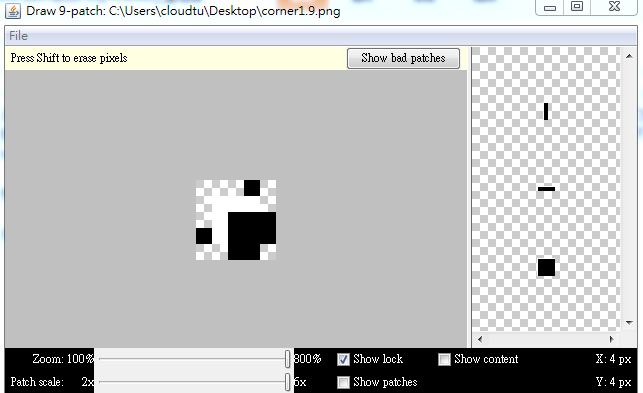 Draw 9-patch: C:\Users\cloudtu\Desktop\corner1.9.png
File
Press Shift to erase pixels
Show bad patches
Zoom: 100% 800% Show lock Show content X: 4 px
Patch scale: 2x 6x Show patches Y: 4 px